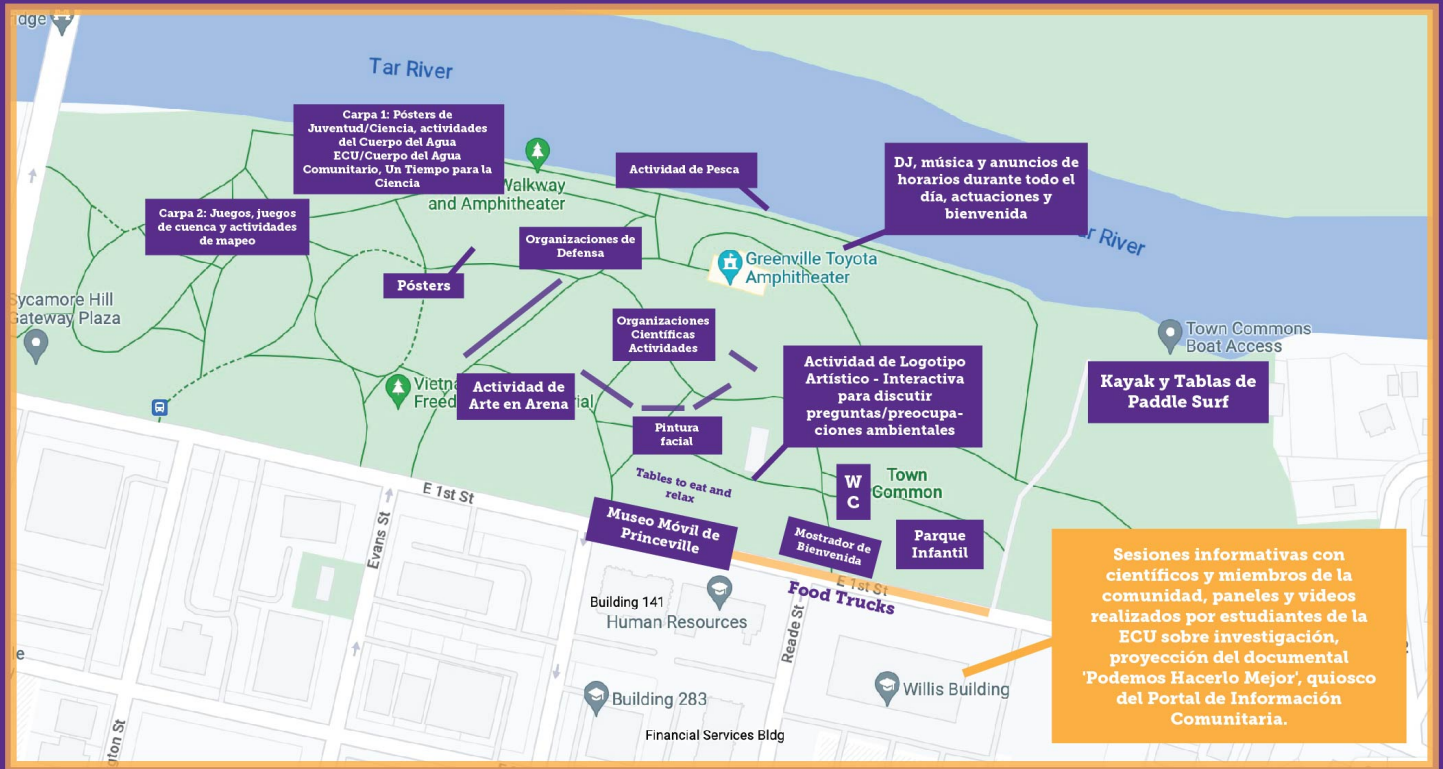 idge
Tar River
Carpa 1: Pósters de
Juventud/Ciencia, actividades
del Cuerpo del Agua
ECU/Cuerpo del Agua
Comunitario, Un Tiempo para la
Ciencia
Walkway
and Amphitheater
Actividad de Pesca
DJ, música y anuncios de
horarios durante todo el
día, actuaciones y
bienvenida
ar River
Carpa 2: Juegos, juegos
de cuenca y actividades
de mapeo
Organizaciones de
Defensa
Pósters
Greenville Toyota
Amphitheater
Sycamore Hill
Gateway Plaza
Organizaciones
Científicas
Actividades
Town Commons
Boat Access
Actividad de Logotipo
Artístico - Interactiva
para discutir
preguntas/preocupa-
ciones ambientales
Kayak y Tablas de
Paddle Surf
Vietna
Freed
rial
Actividad de
Arte en Arena
Pintura
facial
Tables to eat and
relax
W
C
Town
Common
E 1st St
Evans St
Museo Móvil de
Princeville
Mostrador de
Bienvenida
Parque
Infantil
E 1st St
Food Trucks
Building 141
Human Resources
Reade St
Sesiones informativas con
científicos y miembros de la
comunidad, paneles y videos
realizados por estudiantes de la
ECU sobre investigación,
proyección del documental
'Podemos Hacerlo Mejor', quiosco
del Portal de Información
Comunitaria.
Building 283
Willis Building
Financial Services Bldg
gton St